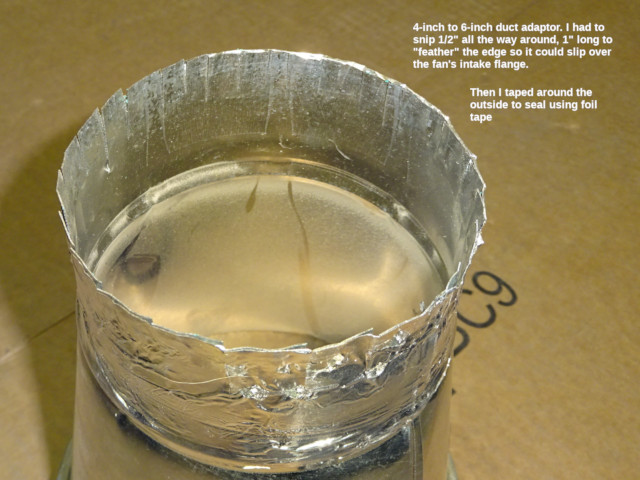 4-inch to 6-inch duct adaptor. I had to
snip 1/2" all the way around, 1" long to
"feather" the edge so it could slip over
the fan's intake flange.
Then I taped around the
outside to seal using foil
tape
C9